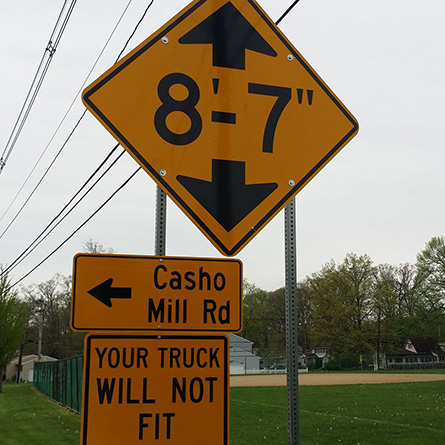 8'-7"
Casho
Mill Rd
YOUR TRUCK
WILL NOT
FIT